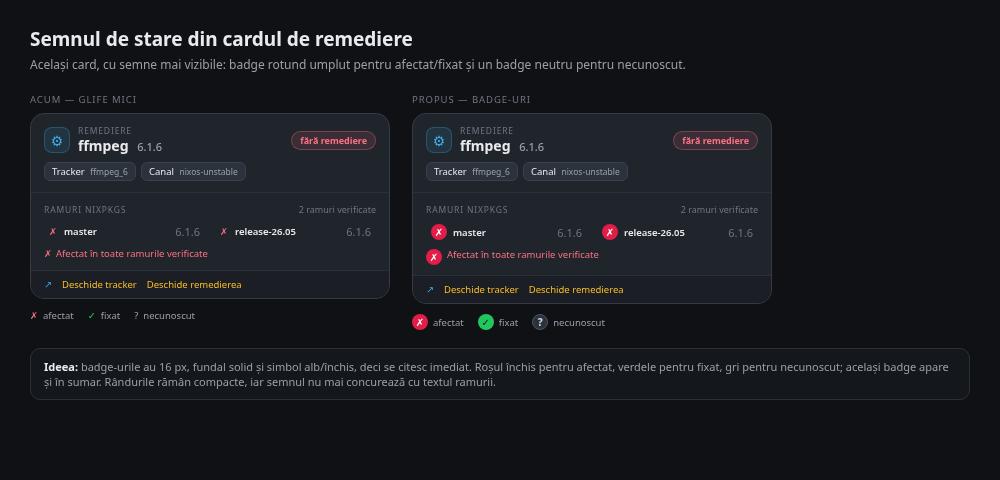 Semnul de stare din cardul de remediere
Același card, cu semne mai vizibile: badge rotund umplut pentru afectat/fixat și un badge neutru pentru necunoscut.
ACUM — GLIFE MICI
REMEDIERE
ffmpeg 6.1.6
fără remediere
Tracker ffmpeg_6 Canal nixos-unstable
RAMURI NIXPKGS 2 ramuri verificate
✗ master 6.1.6 ✗ release-26.05 6.1.6
✗ Afectat în toate ramurile verificate
↗ Deschide tracker Deschide remedierea
✗ afectat ✓ fixat ? necunoscut
PROPUS — BADGE-URI
REMEDIERE
ffmpeg 6.1.6
fără remediere
Tracker ffmpeg_6 Canal nixos-unstable
RAMURI NIXPKGS 2 ramuri verificate
✗ master 6.1.6 ✗ release-26.05 6.1.6
✗ Afectat în toate ramurile verificate
↗ Deschide tracker Deschide remedierea
✗ afectat ✓ fixat ? necunoscut
Ideea: badge-urile au 16 px, fundal solid și simbol alb/închis, deci se citesc imediat. Roșul închis pentru afectat, verdele pentru fixat, gri pentru necunoscut; același badge apare
și în sumar. Rândurile rămân compacte, iar semnul nu mai concurează cu textul ramurii.